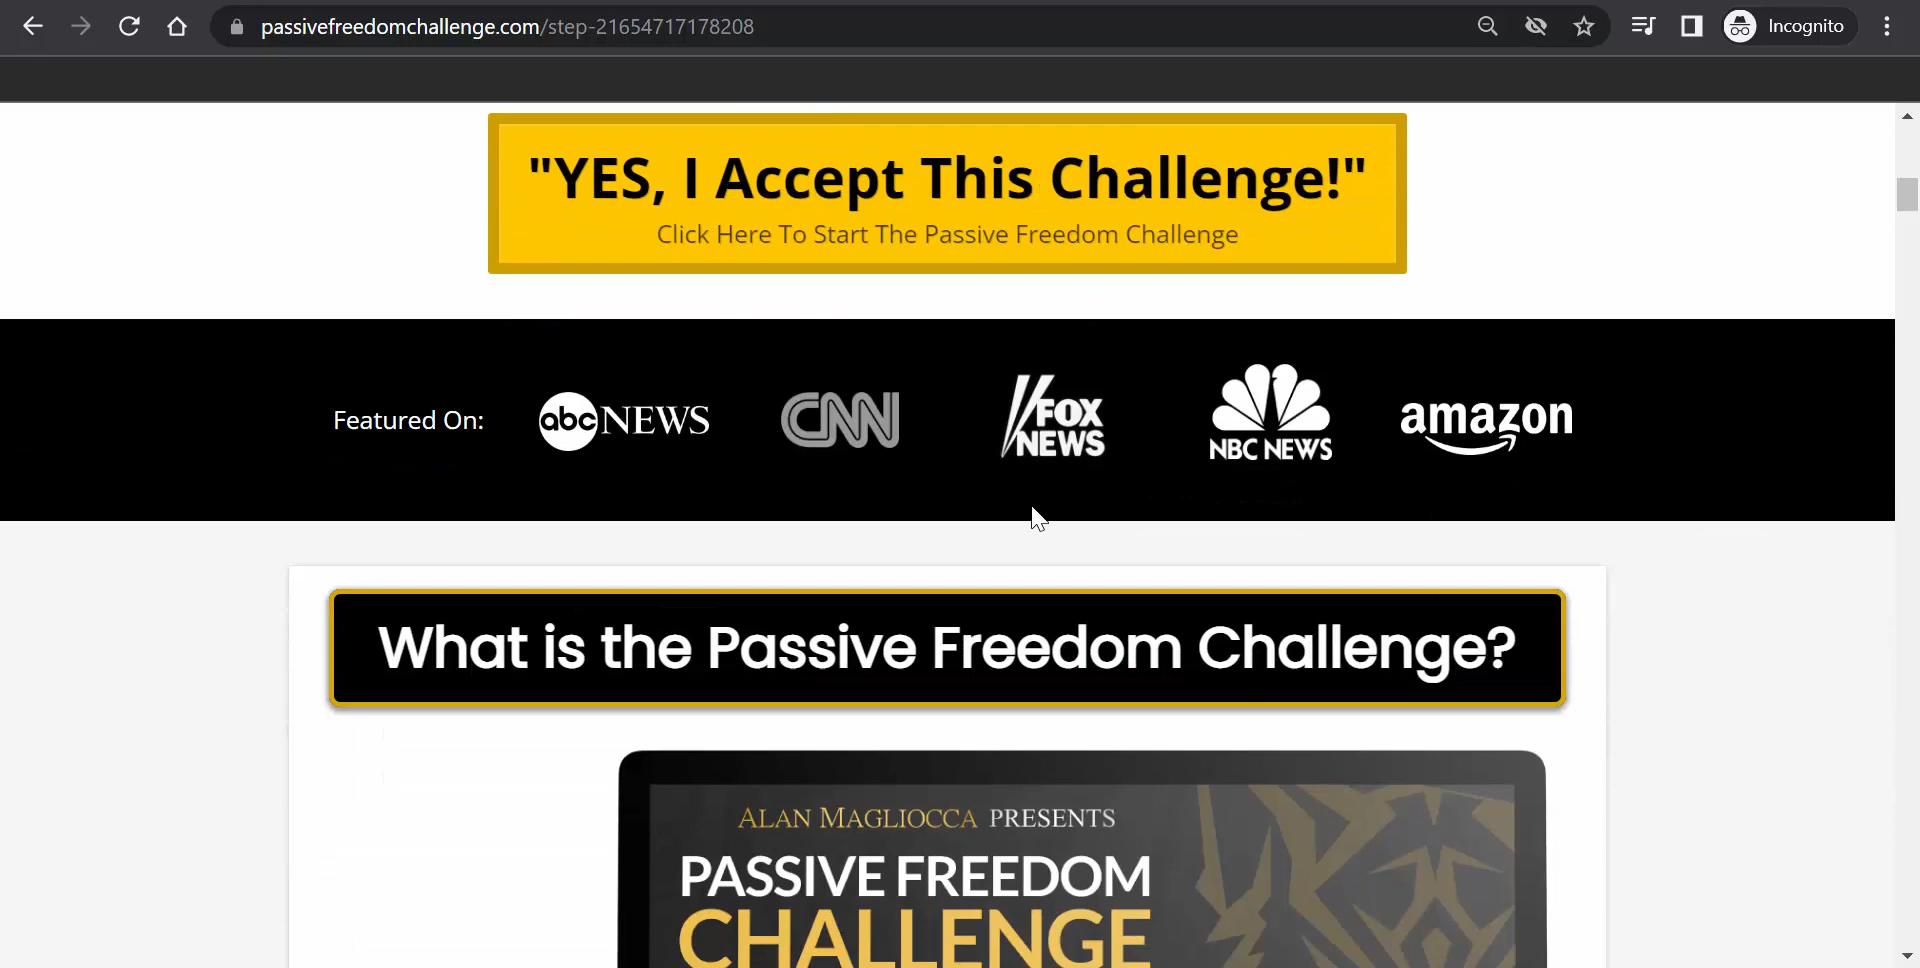 passivefreedomchallenge.com/step-21654717178208
Incognito
"YES, I Accept This Challenge!"
Click Here To Start The Passive Freedom Challenge
Featured On:
abc NEWS
CNN
FOX NEWS
NBC NEWS
amazon
What is the Passive Freedom Challenge?
ALAN MAGLIOCCA PRESENTS
PASSIVE FREEDOM
CHALLENGE